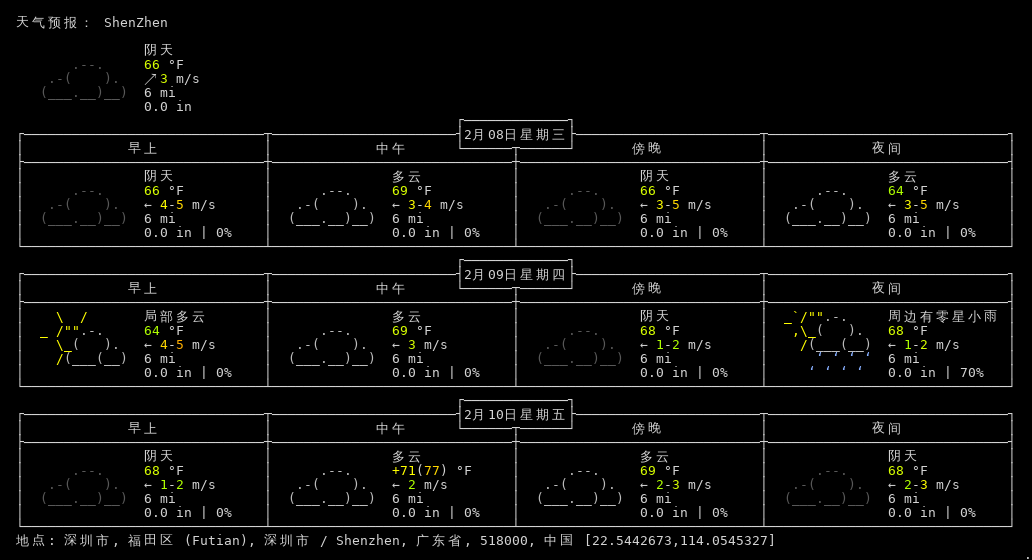 天气预报： ShenZhen
阴天
66 °F
↗3 m/s
6 mi
0.0 in
2月08日星期三
早上 中午 傍晚 夜间
阴天 多云 阴天 多云
66 °F 69 °F 66 °F 64 °F
← 4-5 m/s ← 3-4 m/s ← 3-5 m/s ← 3-5 m/s
6 mi 6 mi 6 mi 6 mi
0.0 in | 0% 0.0 in | 0% 0.0 in | 0% 0.0 in | 0%
2月09日星期四
早上 中午 傍晚 夜间
局部多云 多云 阴天 周边有零星小雨
64 °F 69 °F 68 °F 68 °F
← 4-5 m/s ← 3 m/s ← 1-2 m/s ← 1-2 m/s
6 mi 6 mi 6 mi 6 mi
0.0 in | 0% 0.0 in | 0% 0.0 in | 0% 0.0 in | 70%
2月10日星期五
早上 中午 傍晚 夜间
阴天 多云 多云 阴天
68 °F +71(77) °F 69 °F 68 °F
← 1-2 m/s ← 2 m/s ← 2-3 m/s ← 2-3 m/s
6 mi 6 mi 6 mi 6 mi
0.0 in | 0% 0.0 in | 0% 0.0 in | 0% 0.0 in | 0%
地点: 深圳市, 福田区 (Futian), 深圳市 / Shenzhen, 广东省, 518000, 中国 [22.5442673,114.0545327]